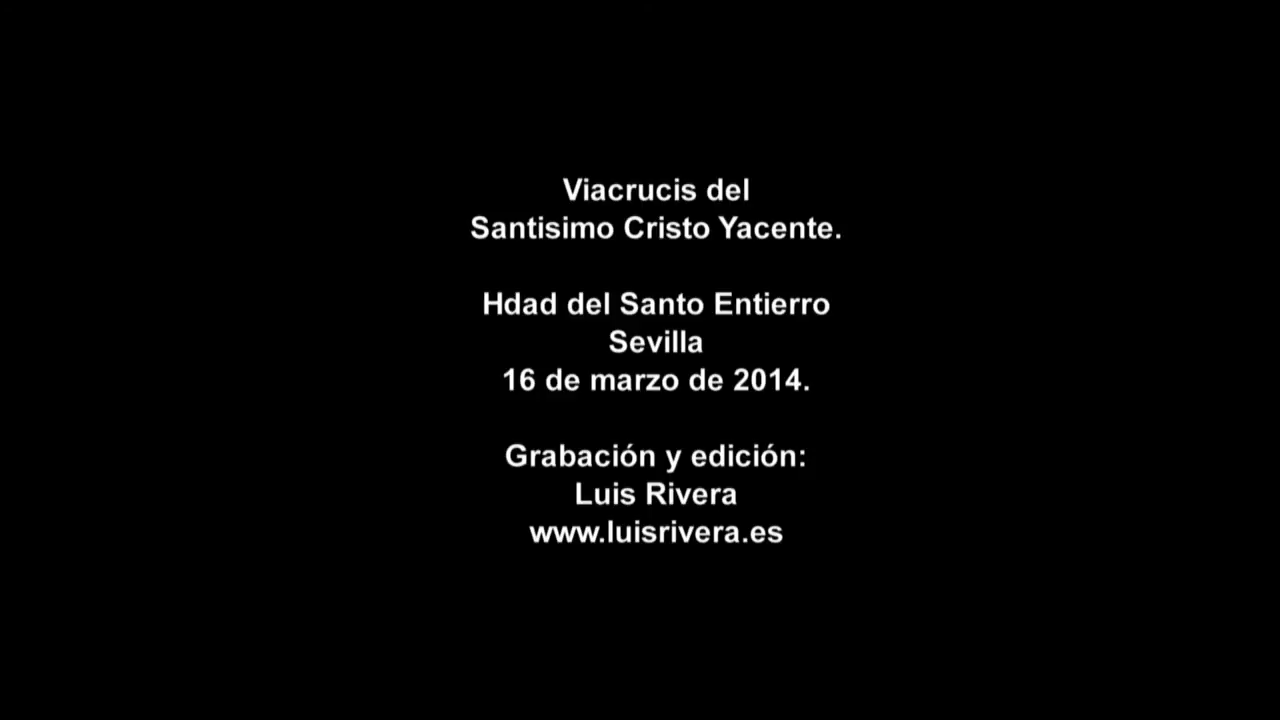 Viacrucis del
Santisimo Cristo Yacente.
Hdad del Santo Entierro
Sevilla
16 de marzo de 2014.
Grabación y edición:
Luis Rivera
www.luisrivera.es